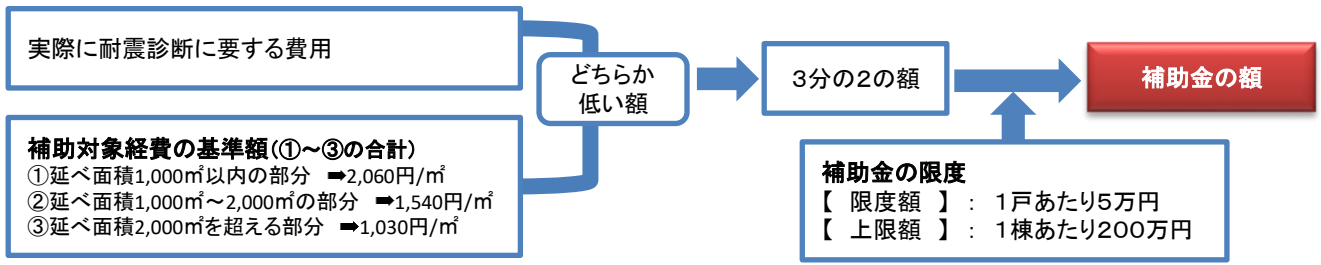 実際に耐震診断に要する費用
補助対象経費の基準額(①～③の合計)
①延べ面積1,000㎡以内の部分 ➡2,060円/㎡
②延べ面積1,000㎡～2,000㎡の部分 ➡1,540円/㎡
③延べ面積2,000㎡を超える部分 ➡1,030円/㎡
どちらか
低い額
３分の２の額
補助金の額
補助金の限度
【 限度額 】 ： １戸あたり５万円
【 上限額 】 ： １棟あたり２００万円